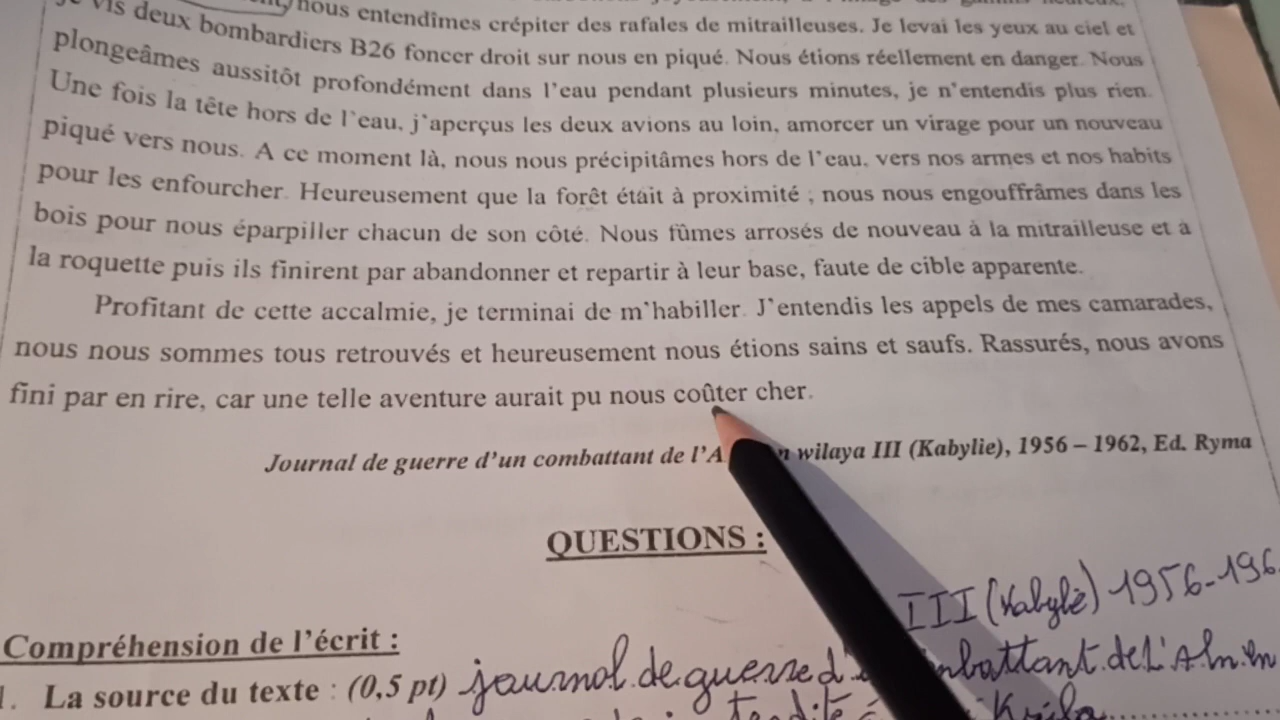 nous entendîmes crépiter des rafales de mitrailleuses. Je levai les yeux au ciel et
vis deux bombardiers B26 foncer droit sur nous en piqué. Nous étions réellement en danger. Nous
plongeâmes aussitôt profondément dans l'eau pendant plusieurs minutes, je n'entendis plus rien.
Une fois la tête hors de l'eau, j'aperçus les deux avions au loin, amorcer un virage pour un nouveau
piqué vers nous. A ce moment là, nous nous précipitâmes hors de l'eau, vers nos armes et nos habits
pour les enfourcher. Heureusement que la forêt était à proximité ; nous nous engouffrâmes dans les
bois pour nous éparpiller chacun de son côté. Nous fûmes arrosés de nouveau à la mitrailleuse et à
la roquette puis ils finirent par abandonner et repartir à leur base, faute de cible apparente.
Profitant de cette accalmie, je terminai de m'habiller. J'entendis les appels de mes camarades,
nous nous sommes tous retrouvés et heureusement nous étions sains et saufs. Rassurés, nous avons
fini par en rire, car une telle aventure aurait pu nous coûter cher.
Journal de guerre d'un combattant de l'A wilaya III (Kabylie), 1956 – 1962, Ed. Ryma
QUESTIONS :
III (Kabylè) 1956-196
Compréhension de l'écrit :
1. La source du texte : (0,5 pt) journal de guerre d' mbattant de l'Aln en